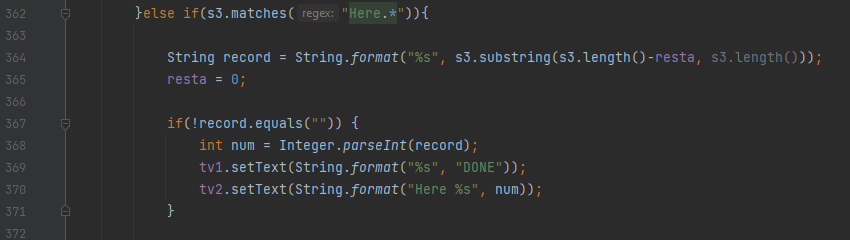 362 }else if(s3.matches( regex: "Here.*")){
363
364 String record = String.format("%s", s3.substring(s3.length()-resta, s3.length()));
365 resta = 0;
366
367 if(!record.equals("")) {
368 int num = Integer.parseInt(record);
369 tv1.setText(String.format("%s", "DONE"));
370 tv2.setText(String.format("Here %s", num));
371 }
372